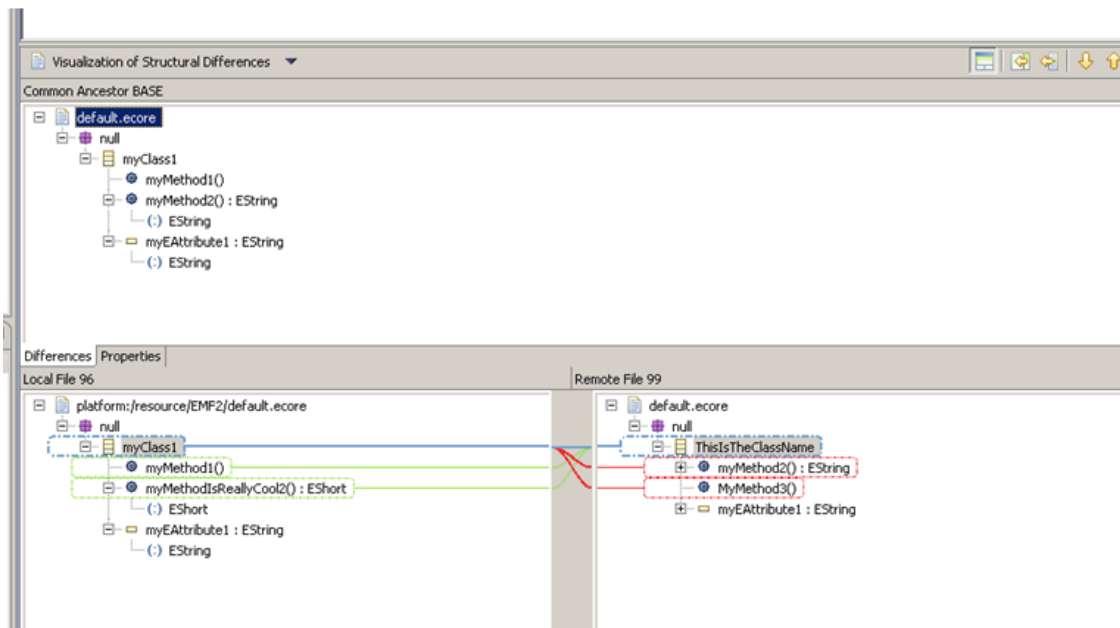 Visualization of Structural Differences
Common Ancestor BASE
default.ecore
null
myClass1
myMethod1()
myMethod2() : EString
(:) EString
myEAttribute1 : EString
(:) EString
Differences Properties
Local File 96
platform:/resource/EMF2/default.ecore
null
myClass1
myMethod1()
myMethodIsReallyCool2() : EShort
(:) EShort
myEAttribute1 : EString
(:) EString
Remote File 99
default.ecore
null
ThisIsTheClassName
myMethod2() : EString
MyMethod3()
myEAttribute1 : EString